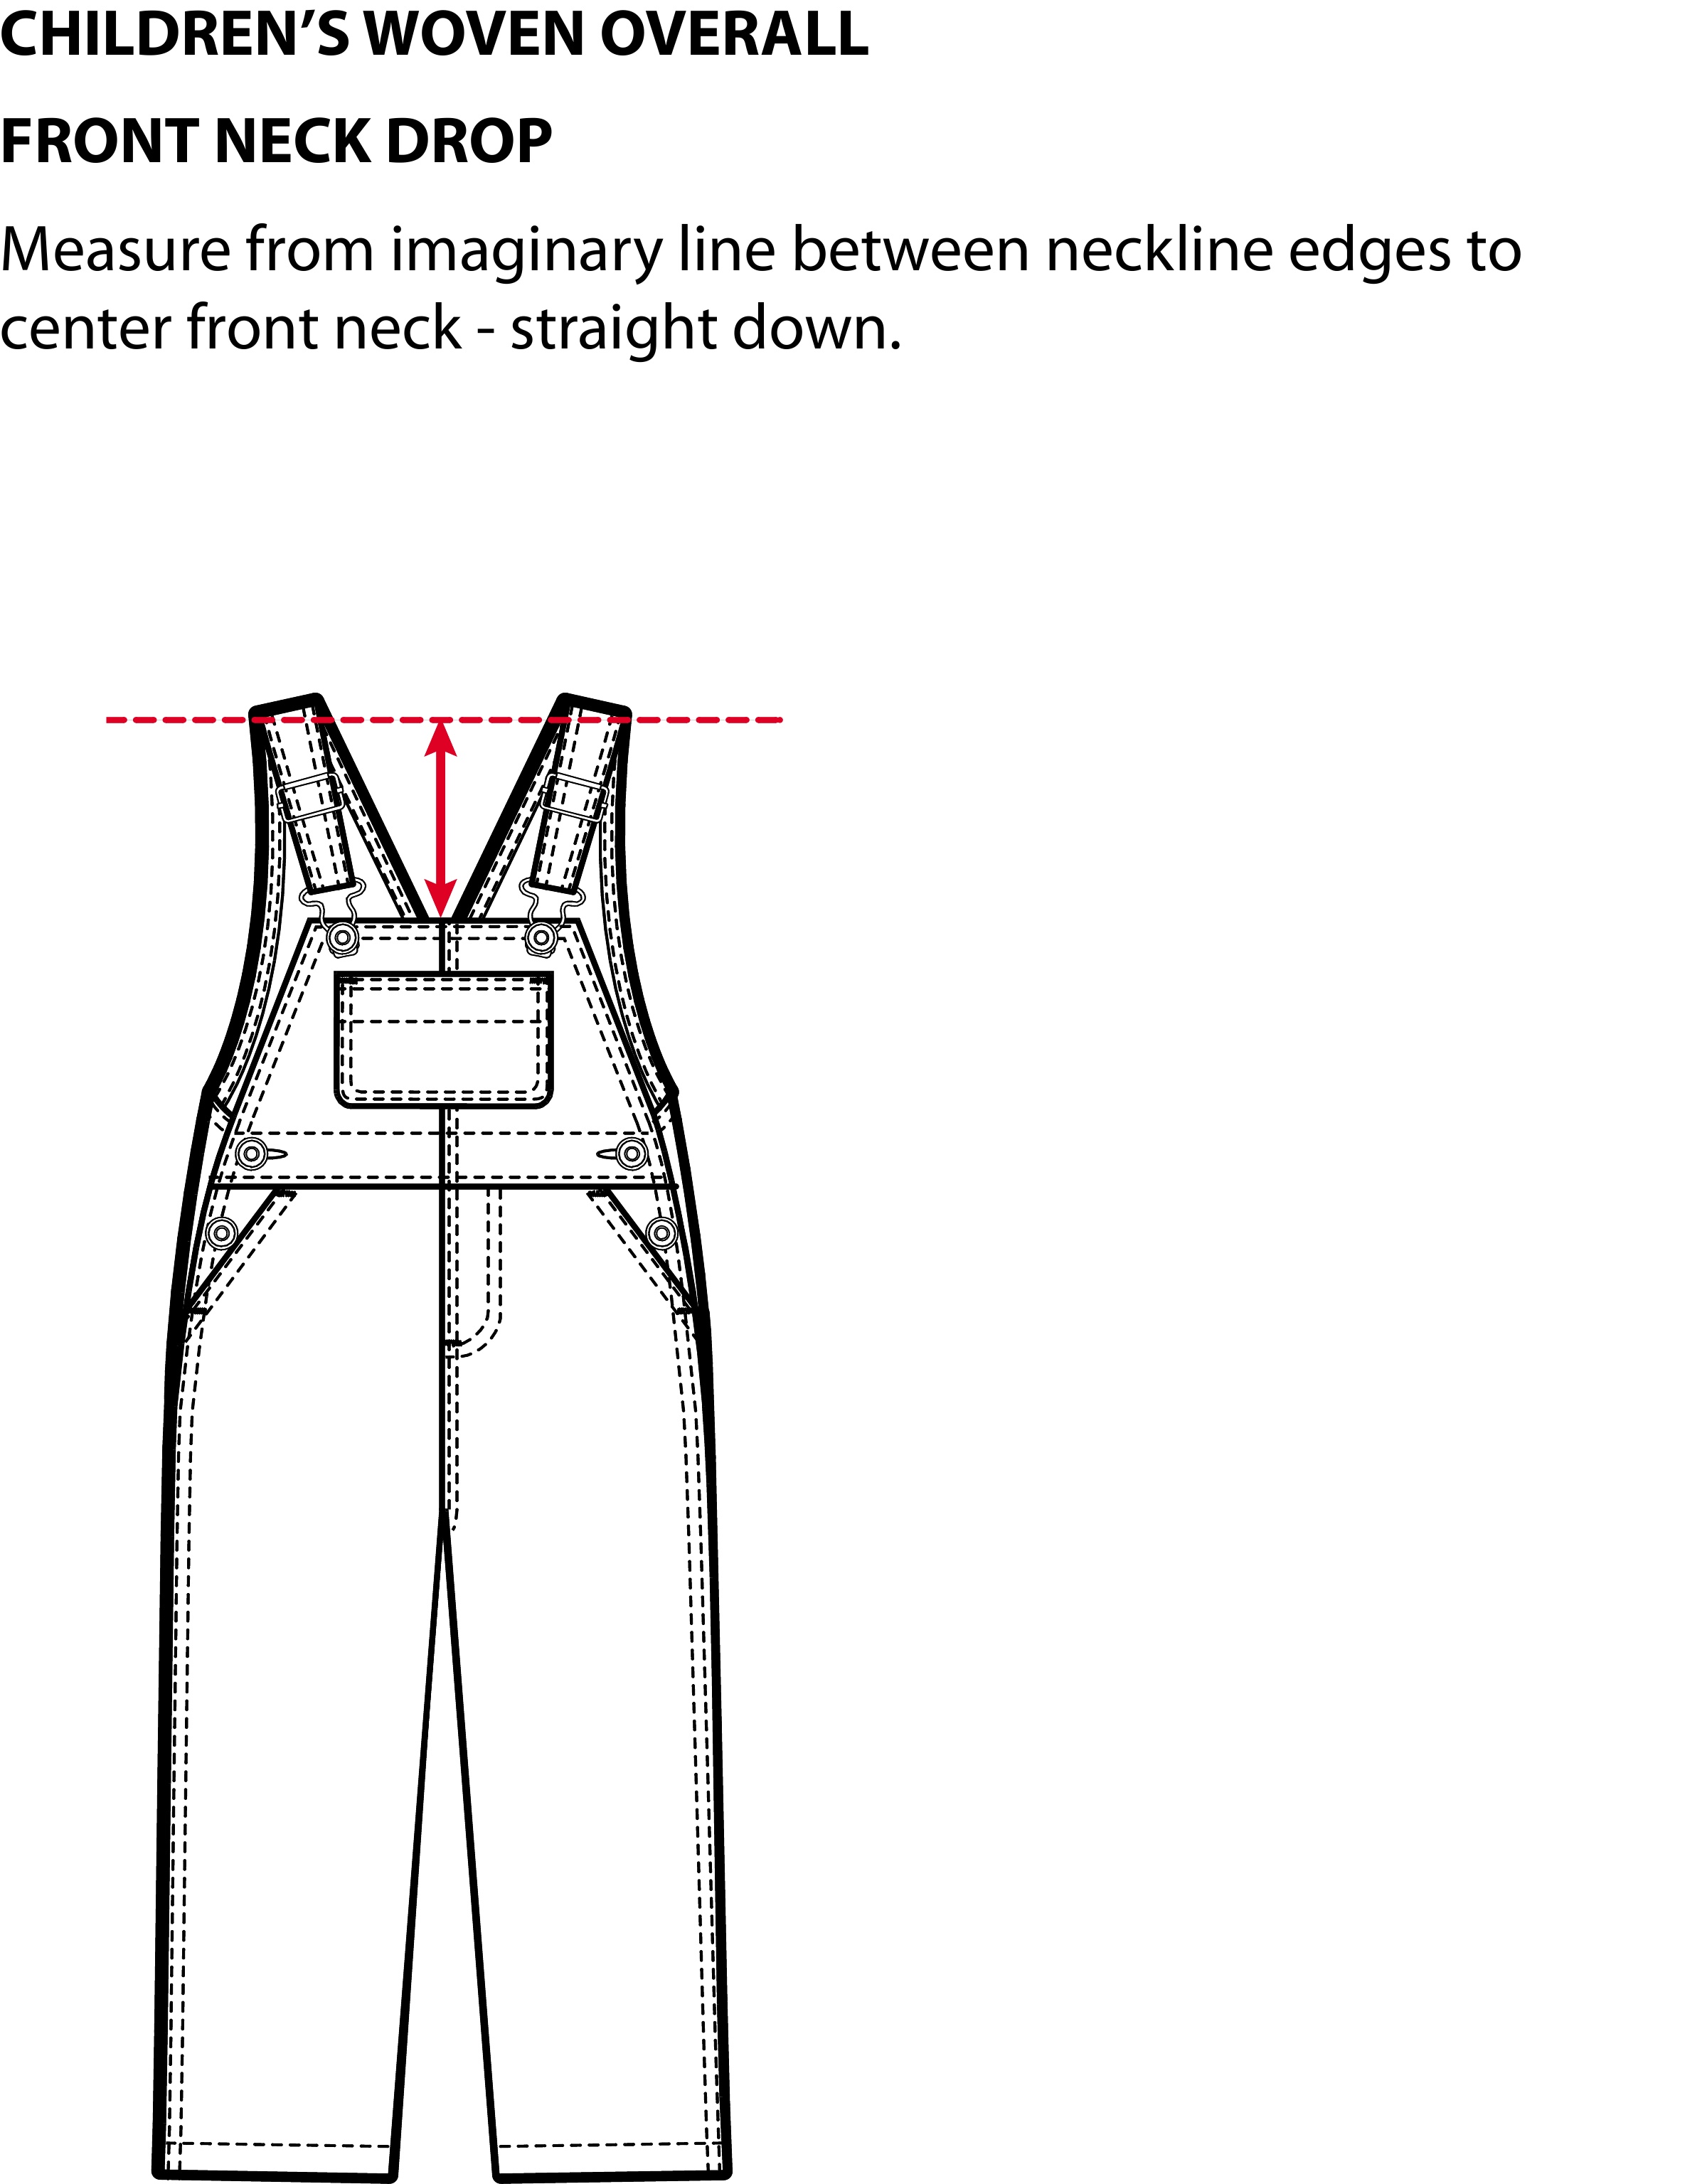 CHILDREN’S WOVEN OVERALL
FRONT NECK DROP
Measure from imaginary line between neckline edges to
center front neck - straight down.